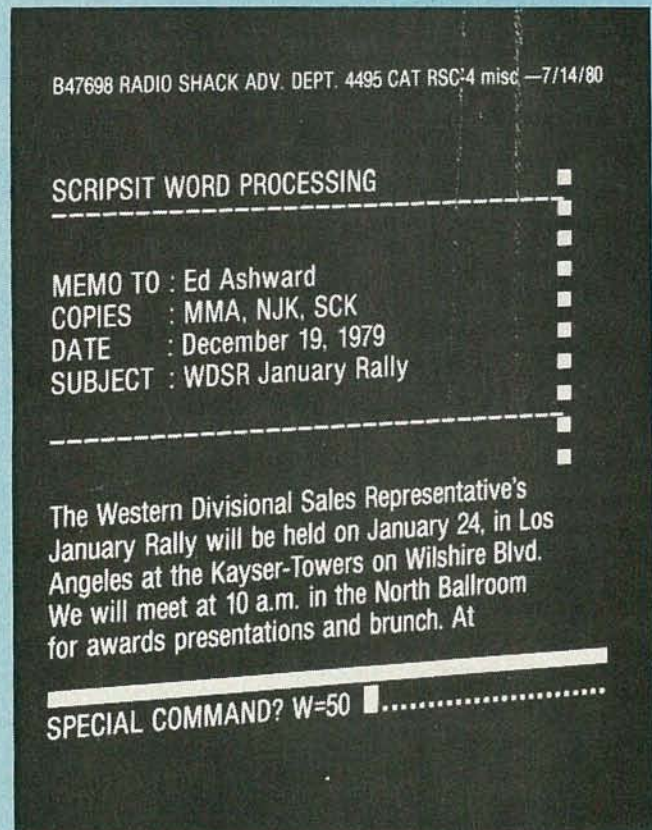 B47698 RADIO SHACK ADV. DEPT. 4495 CAT RSC-4 misc —7/14/80
SCRIPSIT WORD PROCESSING
MEMO TO : Ed Ashward
COPIES : MMA, NJK, SCK
DATE : December 19, 1979
SUBJECT : WDSR January Rally
The Western Divisional Sales Representative's
January Rally will be held on January 24, in Los
Angeles at the Kayser-Towers on Wilshire Blvd.
We will meet at 10 a.m. in the North Ballroom
for awards presentations and brunch. At
SPECIAL COMMAND? W=50